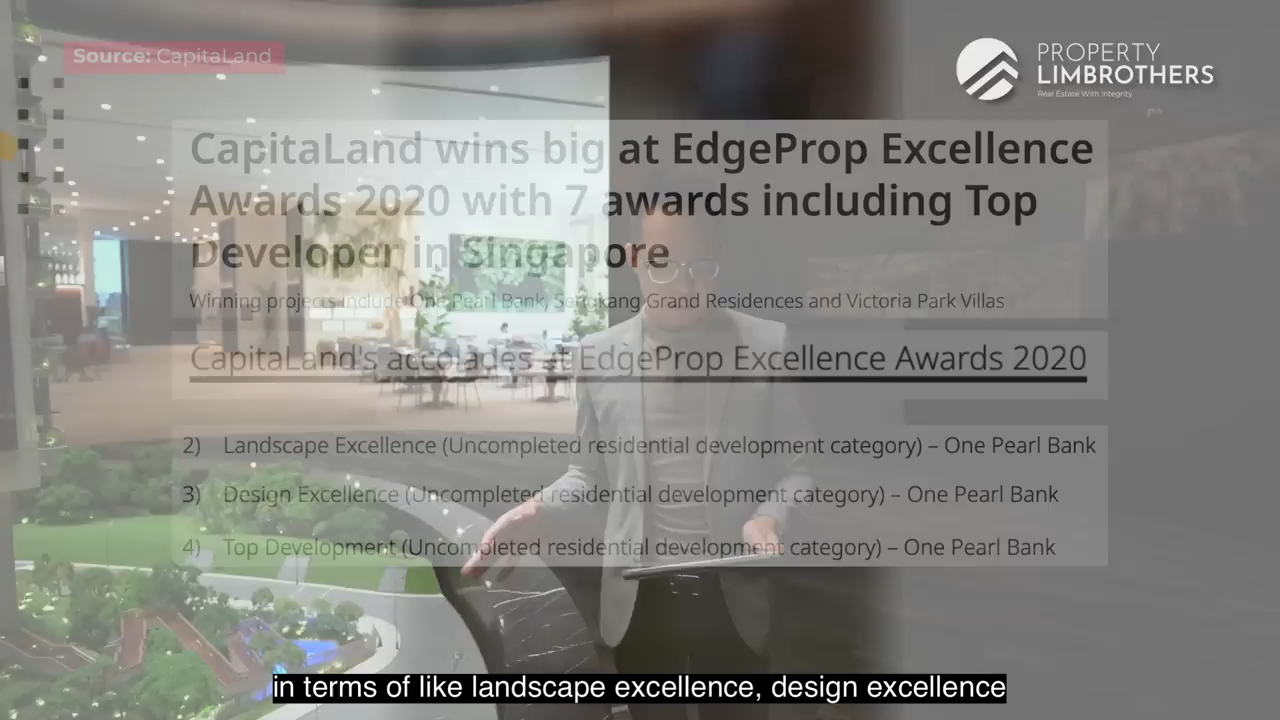 Source: CapitaLand
PROPERTY
LIMBROTHERS
Real Estate With Integrity
CapitaLand wins big at EdgeProp Excellence
Awards 2020 with 7 awards including Top
Developer in Singapore
Winning projects include One Pearl Bank, Sengkang Grand Residences and Victoria Park Villas
CapitaLand's accolades at EdgeProp Excellence Awards 2020
2) Landscape Excellence (Uncompleted residential development category) – One Pearl Bank
3) Design Excellence (Uncompleted residential development category) – One Pearl Bank
4) Top Development (Uncompleted residential development category) – One Pearl Bank
in terms of like landscape excellence, design excellence